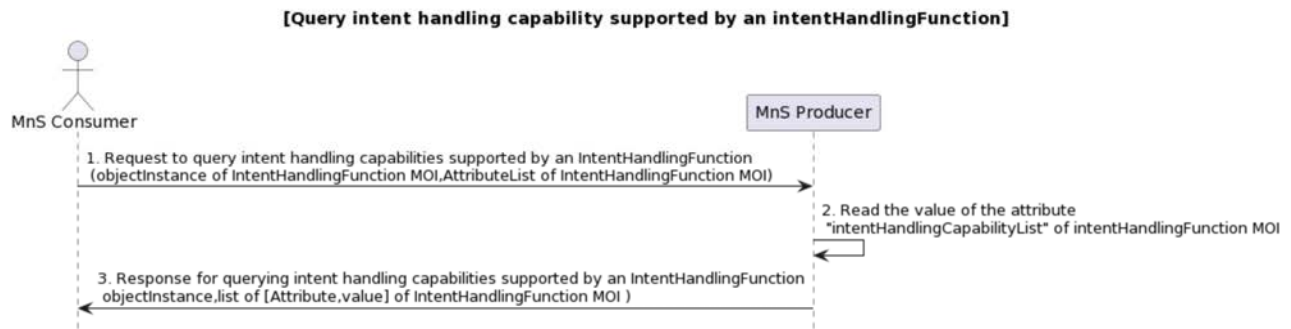 [Query intent handling capability supported by an intentHandlingFunction]
MnS Consumer
MnS Producer
1. Request to query intent handling capabilities supported by an IntentHandlingFunction
(objectInstance of IntentHandlingFunction MOI,AttributeList of IntentHandlingFunction MOI)
2. Read the value of the attribute
"intentHandlingCapabilityList" of intentHandlingFunction MOI
3. Response for querying intent handling capabilities supported by an IntentHandlingFunction
objectInstance,list of [Attribute,value] of IntentHandlingFunction MOI )